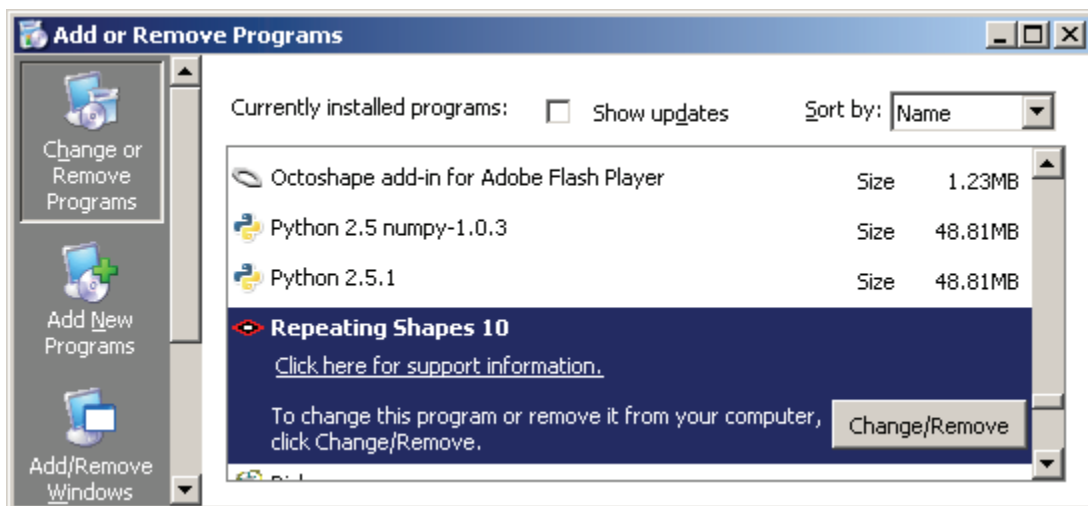 Add or Remove Programs
Change or
Remove
Programs
Add New
Programs
Add/Remove
Windows
Currently installed programs:
Show updates
Sort by:
Name
Octoshape add-in for Adobe Flash Player
Size
1.23MB
Python 2.5 numpy-1.0.3
Size
48.81MB
Python 2.5.1
Size
48.81MB
Repeating Shapes 10
Click here for support information.
To change this program or remove it from your computer,
click Change/Remove.
Change/Remove